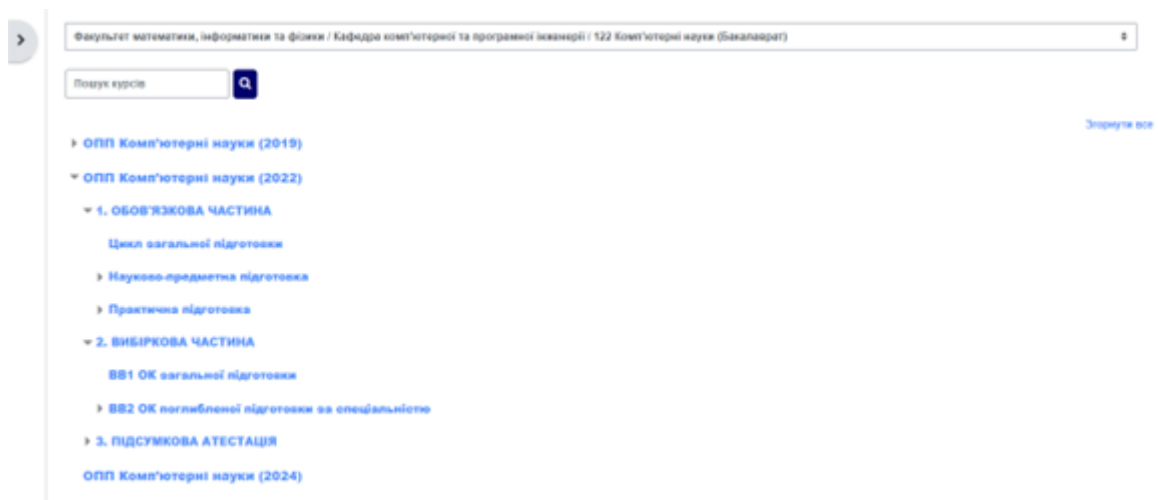 Факультет математики, інформатики та фізики / Кафедра комп'ютерної та програмної інженерії / 122 Комп'ютерні науки (Бакалаврат)
Пошук курсів
Згорнути все
ОПП Комп'ютерні науки (2019)
ОПП Комп'ютерні науки (2022)
1. ОБОВ'ЯЗКОВА ЧАСТИНА
Цикл загальної підготовки
Науково-предметна підготовка
Практична підготовка
2. ВИБІРКОВА ЧАСТИНА
ВВ1 ОК загальної підготовки
ВВ2 ОК поглибленої підготовки за спеціальністю
3. ПІДСУМКОВА АТЕСТАЦІЯ
ОПП Комп'ютерні науки (2024)